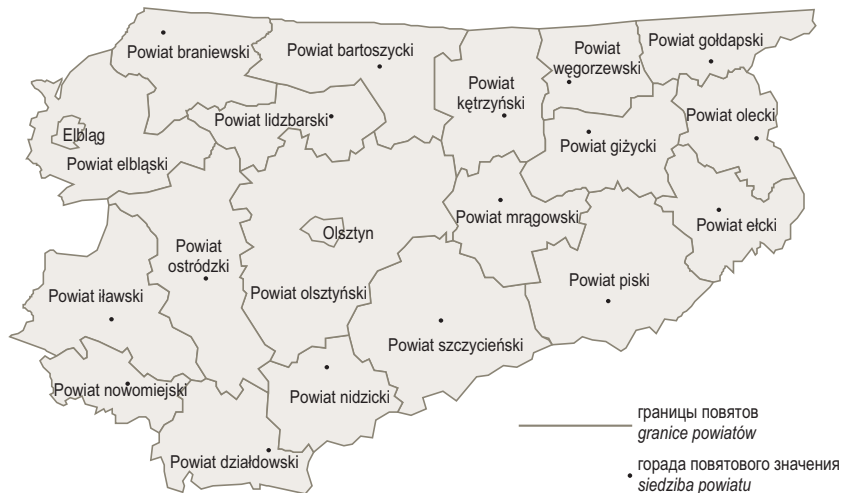 Powiat braniewski
Powiat bartoszycki
Powiat
węgorzewski
Powiat gołdapski
Powiat
kętrzyński
Powiat lidzbarski
Powiat olecki
Elbląg
Powiat elbląski
Powiat giżycki
Powiat mrągowski
Powiat ełcki
Olsztyn
Powiat
ostródzki
Powiat iławski
Powiat olsztyński
Powiat piski
Powiat szczycieński
Powiat nowomiejski
Powiat nidzicki
Powiat działdowski
границы повятов
granice powiatów
горада повятового значения
siedziba powiatu